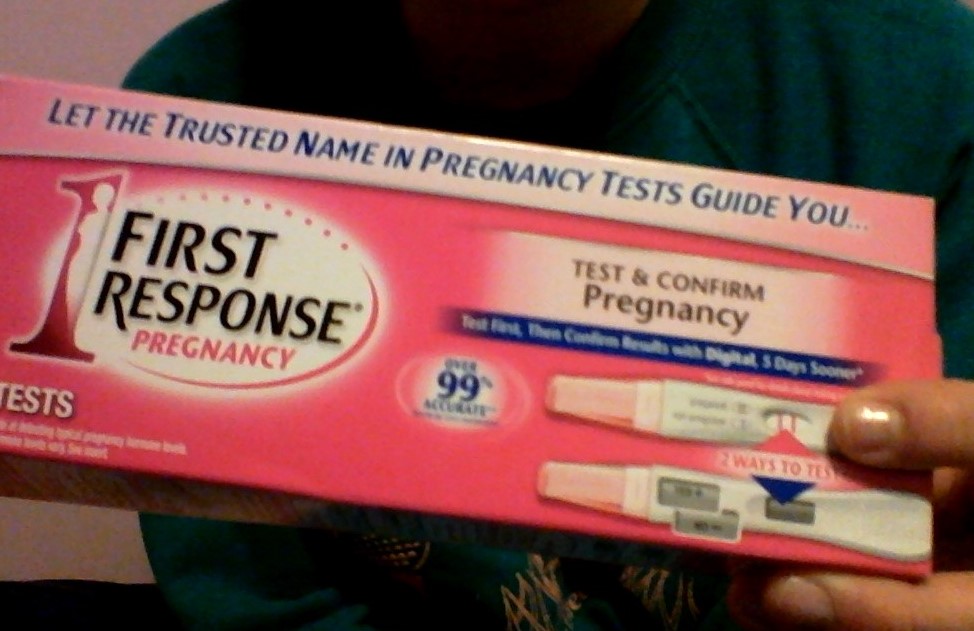 LET THE TRUSTED NAME IN PREGNANCY TESTS GUIDE YOU...
1
FIRST
RESPONSE®
PREGNANCY
TESTS
TEST & CONFIRM
Pregnancy
Test First, Then Confirm Results with Digital, 5 Days Sooner*
OVER
99%
ACCURATE
2 WAYS TO TEST